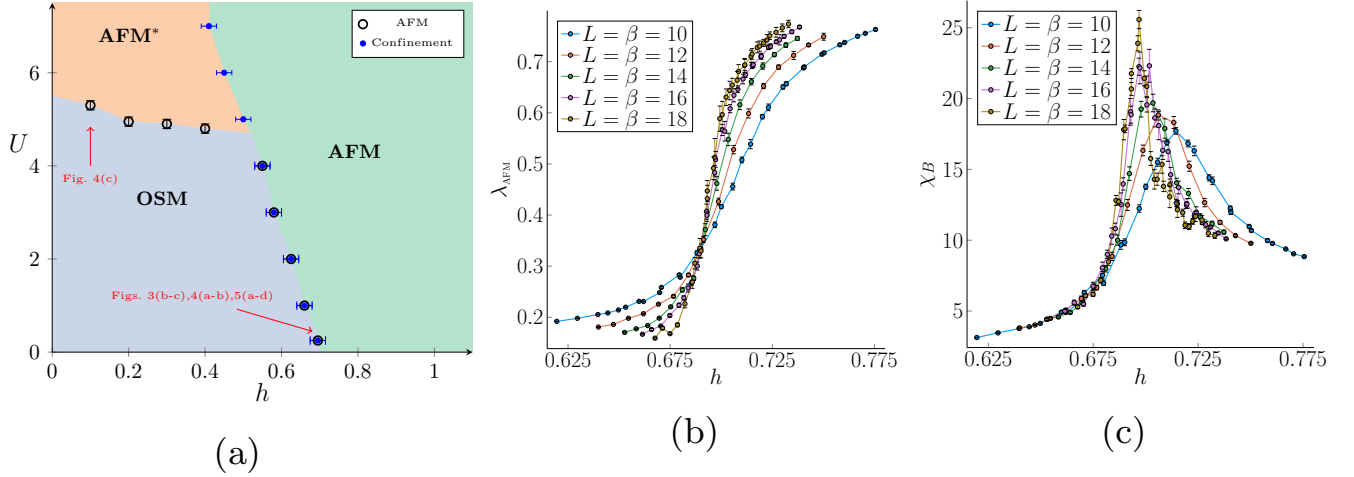 AFM*
AFM
Confinement
6
U
4
2
0
Fig. 4(c)
OSM
AFM
Figs. 3(b-c),4(a-b),5(a-d)
0 0.2 0.4 0.6 0.8 1
h
(a)
λAFM
0.7
0.6
0.5
0.4
0.3
0.2
L = β = 10
L = β = 12
L = β = 14
L = β = 16
L = β = 18
0.625 0.675 0.725 0.775
h
(b)
χB
25
20
15
10
5
L = β = 10
L = β = 12
L = β = 14
L = β = 16
L = β = 18
0.625 0.675 0.725 0.775
h
(c)